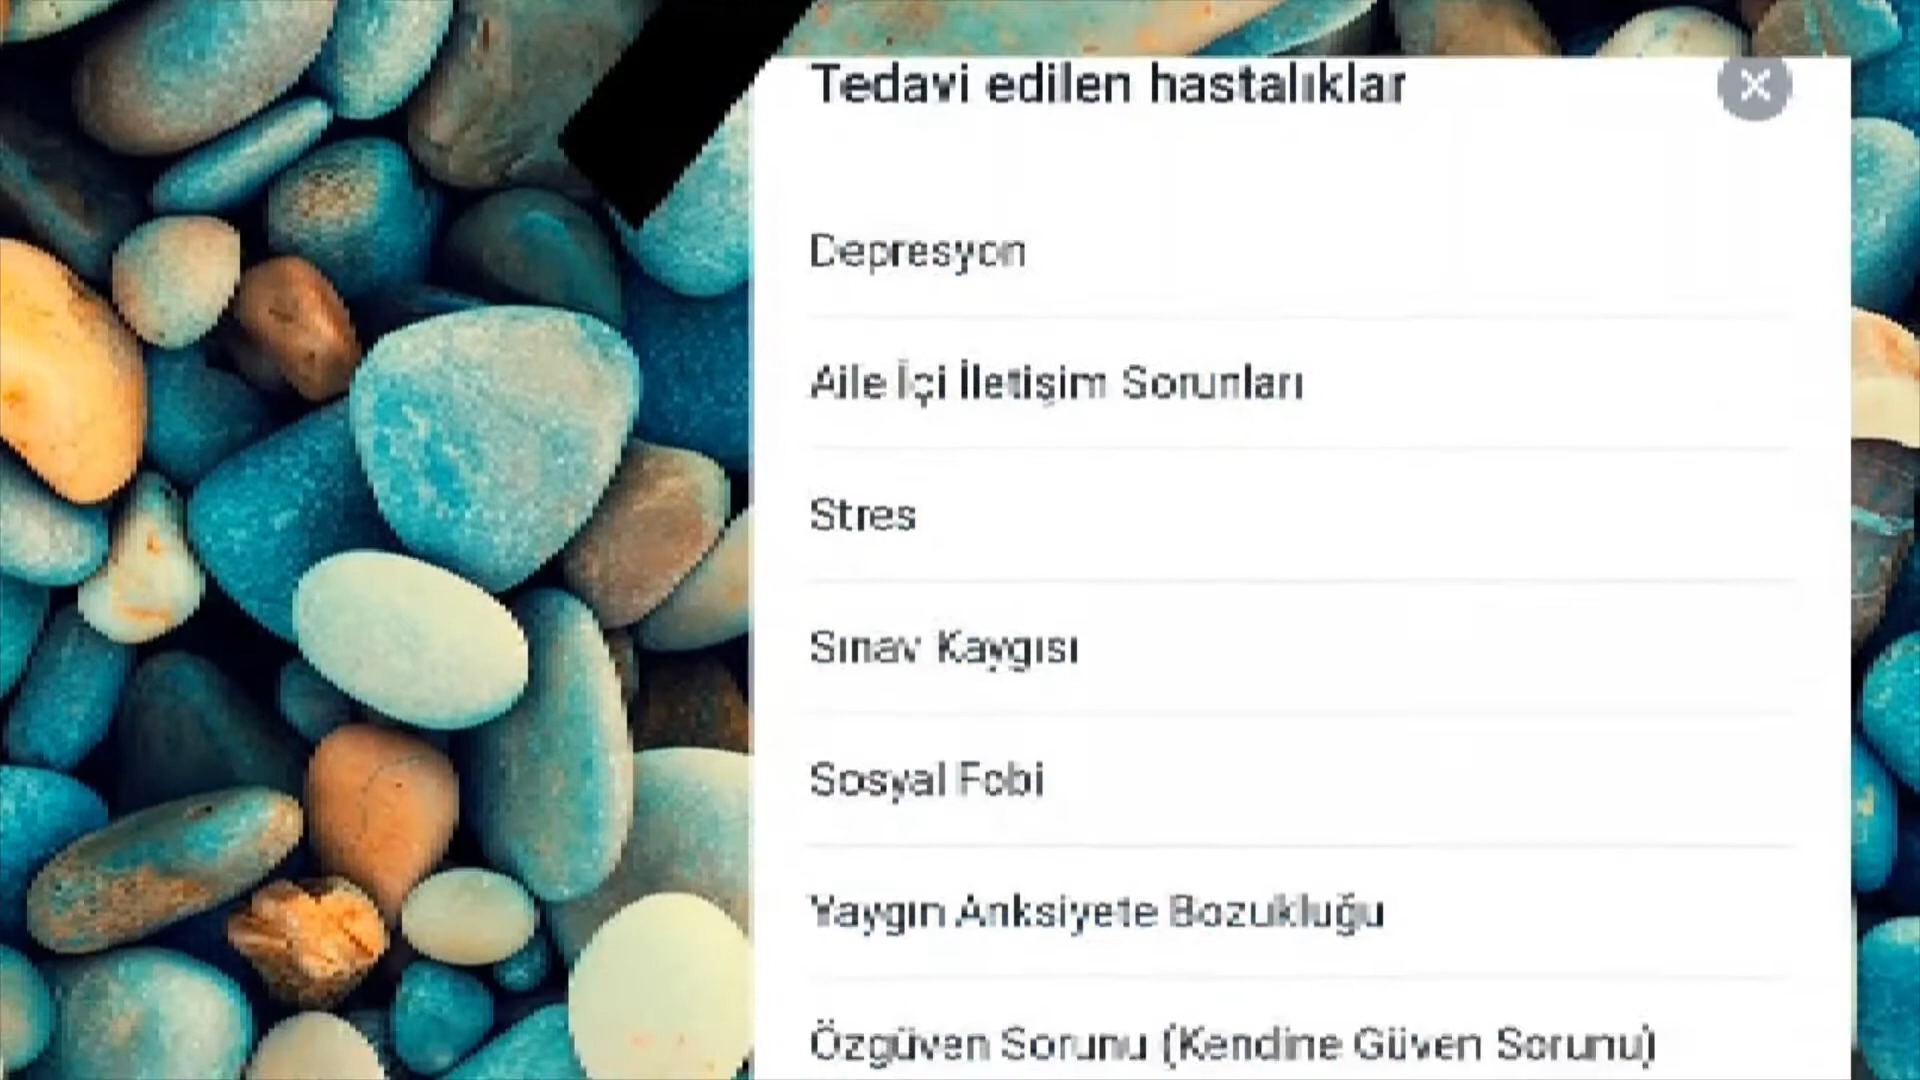 Tedavi edilen hastalıklar
Depresyon
Aile İçi İletişim Sorunları
Stres
Sınav Kaygısı
Sosyal Fobi
Yaygın Anksiyete Bozukluğu
Özgüven Sorunu (Kendine Güven Sorunu)